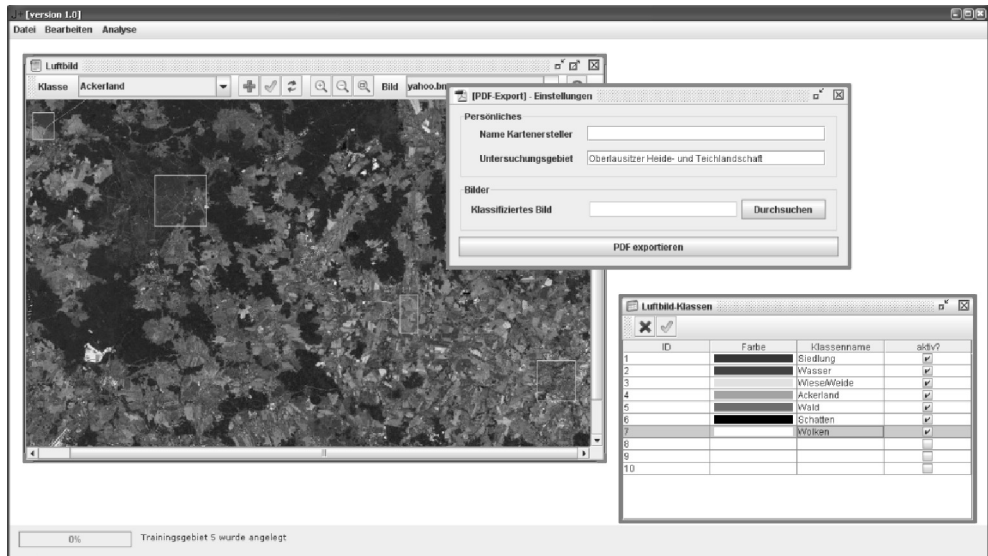 [version 1.0]
Datei Bearbeiten Analyse
Luftbild
Klasse Ackerland Bild
[PDF-Export] - Einstellungen
Persönliches
Name Kartenersteller
Untersuchungsgebiet Oberlausitzer Heide- und Teichlandschaft
Bilder
Klassifiziertes Bild Durchsuchen
PDF exportieren
Luftbild-Klassen
ID Farbe Klassenname aktiv?
1 Siedlung
2 Wasser
3 Wiese/Weide
4 Ackerland
5 Wald
6 Schatten
7 Wolken
8
9
10
0% Trainingsgebiet 5 wurde angelegt